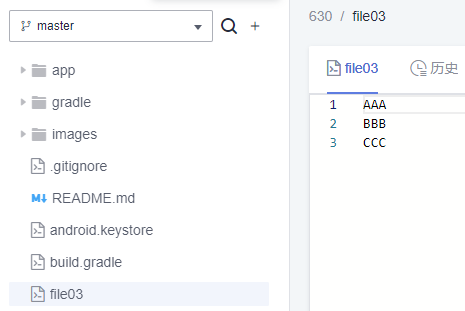 master
+
app
gradle
images
.gitignore
M↓ README.md
android.keystore
build.gradle
file03
630 / file03
file03 历史
1 AAA
2 BBB
3 CCC